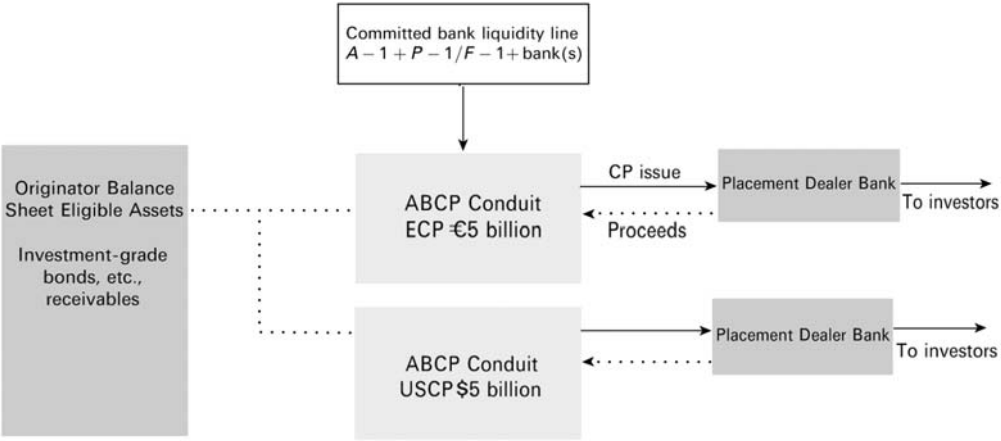 Committed bank liquidity line
A – 1 + P – 1/F – 1 + bank(s)
Originator Balance
Sheet Eligible Assets
Investment-grade
bonds, etc.,
receivables
ABCP Conduit
ECP €5 billion
CP issue
Proceeds
Placement Dealer Bank
To investors
ABCP Conduit
USCP $5 billion
Placement Dealer Bank
To investors